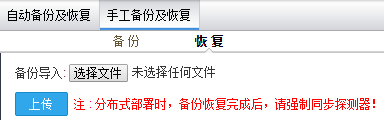 自动备份及恢复 手工备份及恢复
备份 恢复
备份导入: 选择文件 未选择任何文件
上传 注：分布式部署时，备份恢复完成后，请强制同步探测器！